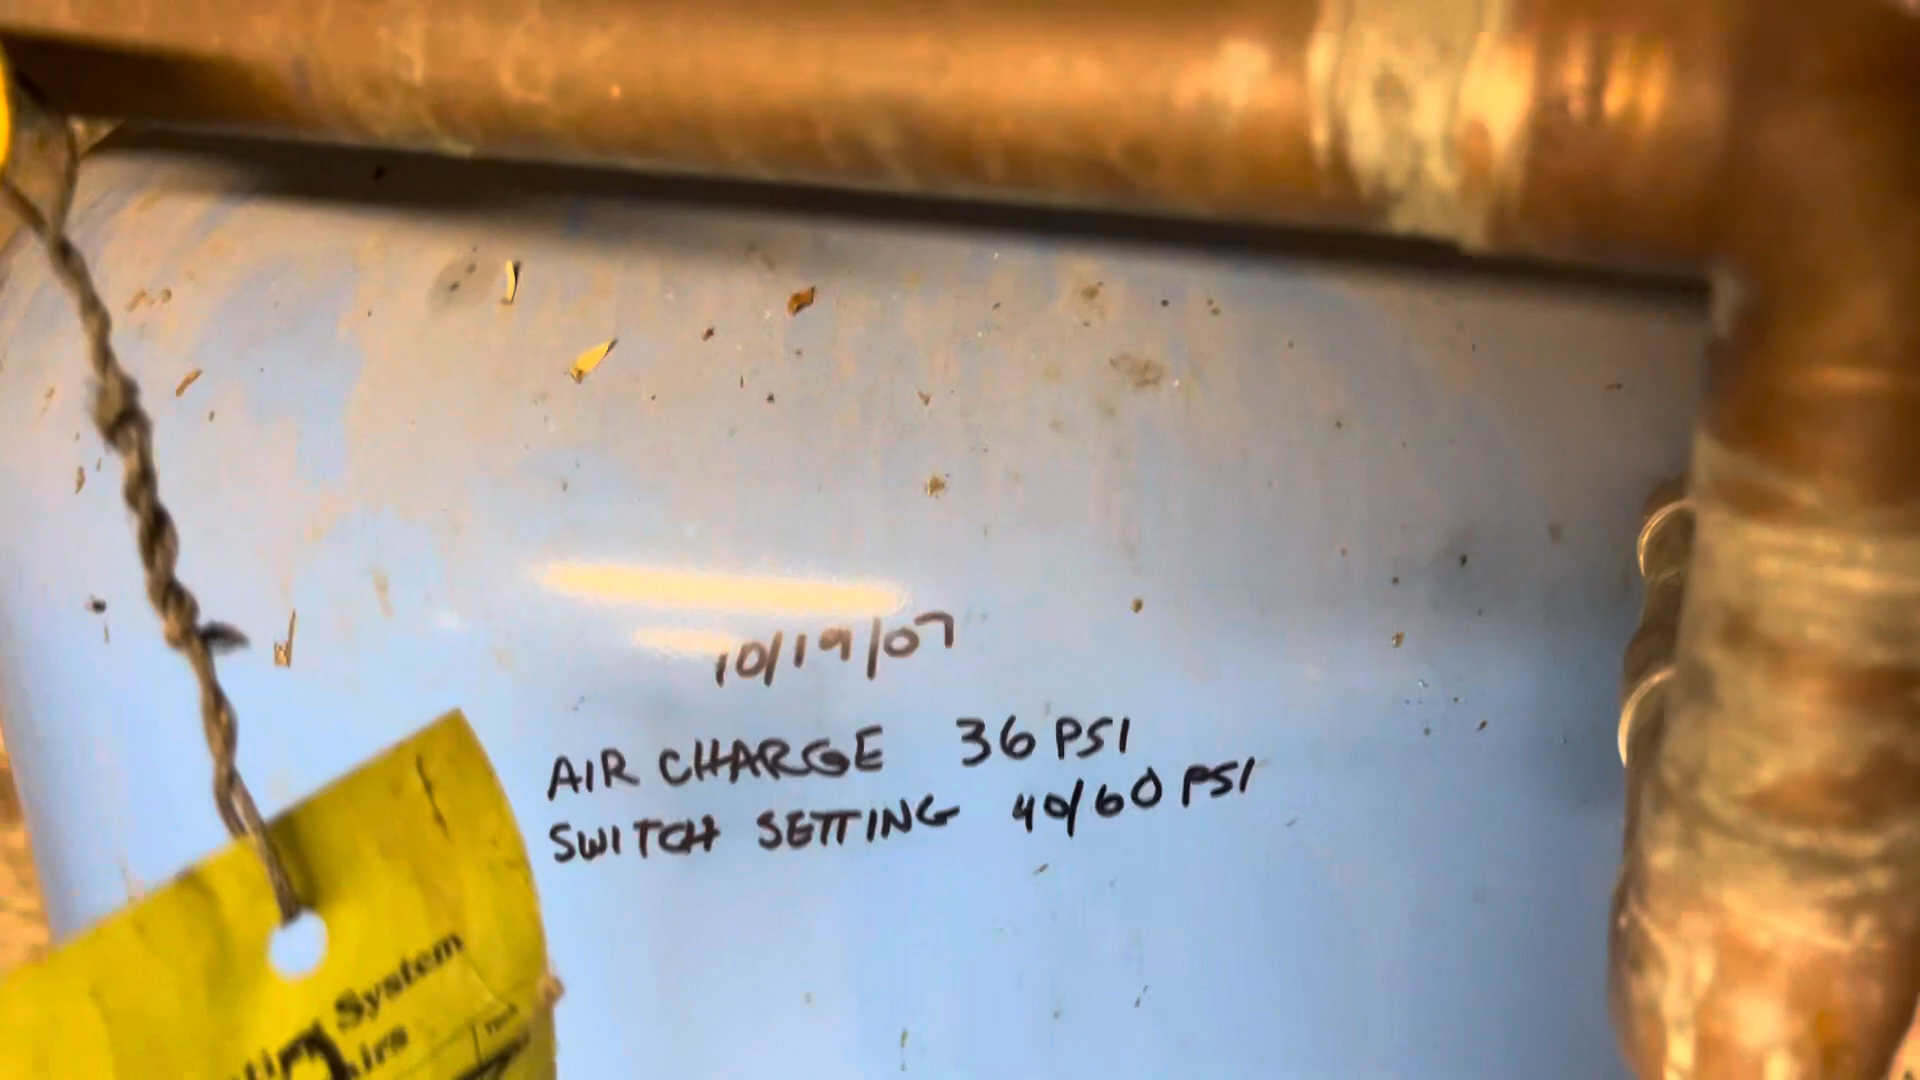 10/19/07
AIR CHARGE 36 PSI
SWITCH SETTING 40/60 PSI
System